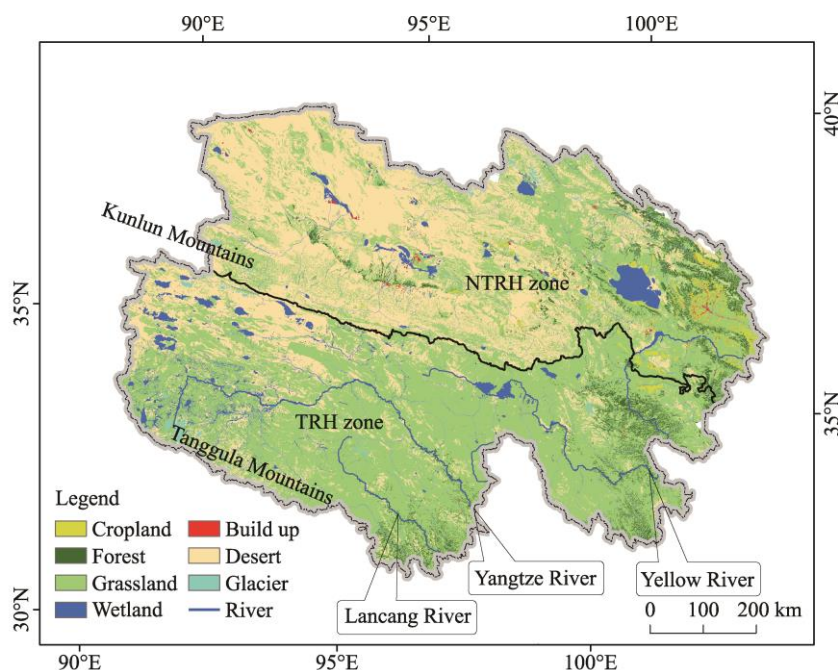 90°E
95°E
100°E
40°N
Kunlun Mountains
NTRH zone
35°N
35°N
TRH zone
Tanggula Mountains
Legend
Cropland
Build up
Forest
Desert
Grassland
Glacier
Wetland
River
Yangtze River
Yellow River
Lancang River
0 100 200 km
30°N
90°E
95°E
100°E